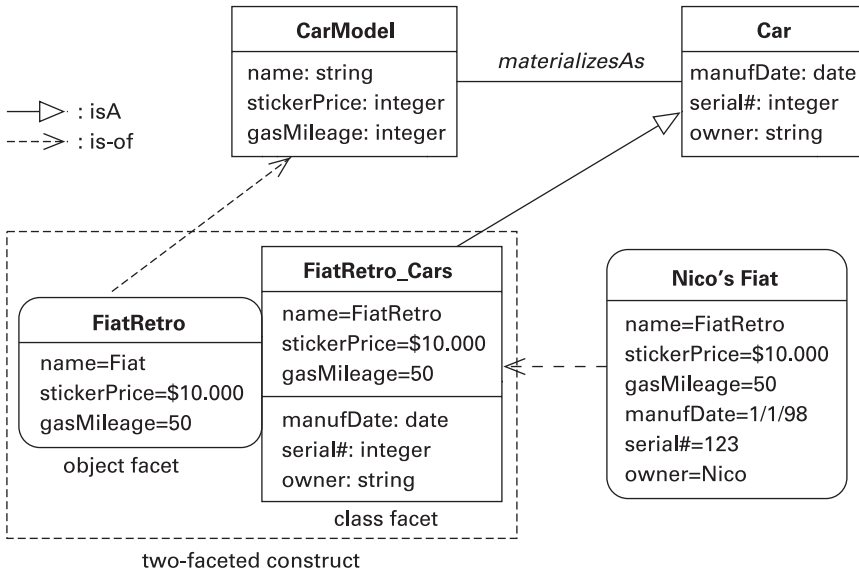 CarModel
name: string
stickerPrice: integer
gasMileage: integer
materializesAs
Car
manufDate: date
serial#: integer
owner: string
: isA
: is-of
FiatRetro
name=Fiat
stickerPrice=$10.000
gasMileage=50
object facet
FiatRetro_Cars
name=FiatRetro
stickerPrice=$10.000
gasMileage=50
manufDate: date
serial#: integer
owner: string
class facet
two-faceted construct
Nico's Fiat
name=FiatRetro
stickerPrice=$10.000
gasMileage=50
manufDate=1/1/98
serial#=123
owner=Nico